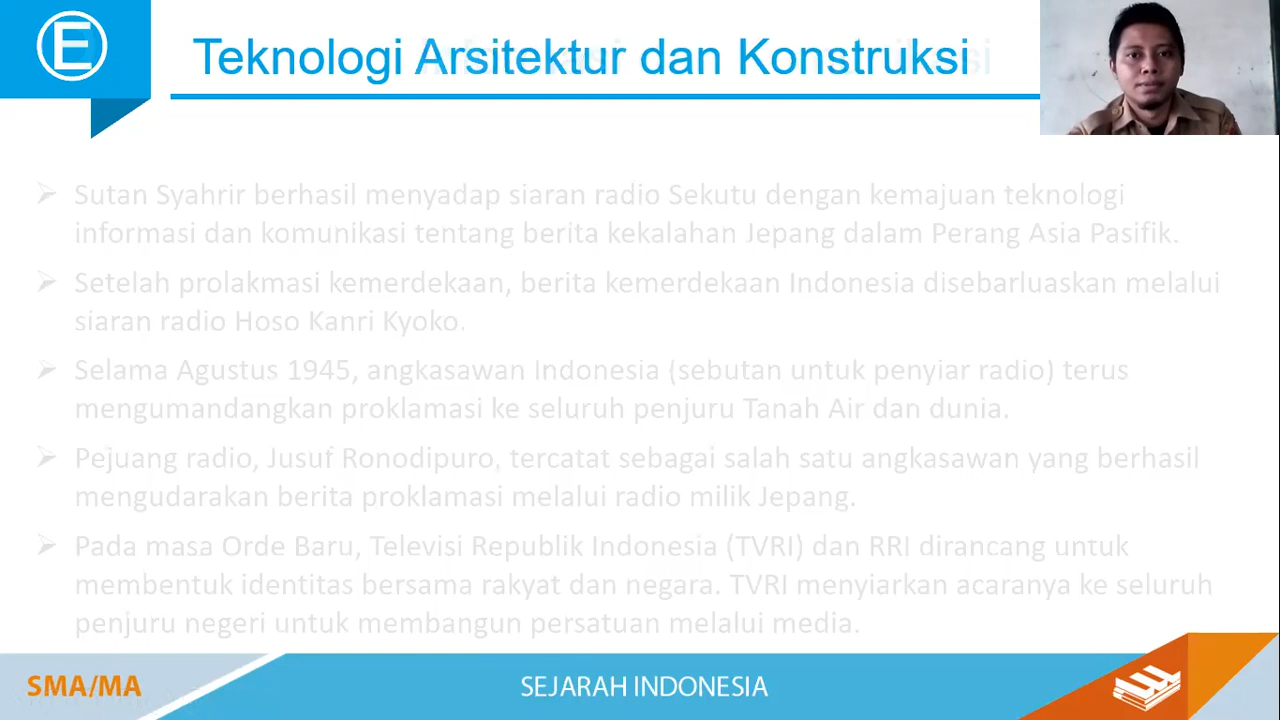 E
Teknologi Arsitektur dan Konstruksi
Sutan Syahrir berhasil menyadap siaran radio Sekutu dengan kemajuan teknologi
informasi dan komunikasi tentang berita kekalahan Jepang dalam Perang Asia Pasifik.
Setelah prolakmasi kemerdekaan, berita kemerdekaan Indonesia disebarluaskan melalui
siaran radio Hoso Kanri Kyoko.
Selama Agustus 1945, angkasawan Indonesia (sebutan untuk penyiar radio) terus
mengumandangkan proklamasi ke seluruh penjuru Tanah Air dan dunia.
Pejuang radio, Jusuf Ronodipuro, tercatat sebagai salah satu angkasawan yang berhasil
mengudarakan berita proklamasi melalui radio milik Jepang.
Pada masa Orde Baru, Televisi Republik Indonesia (TVRI) dan RRI dirancang untuk
membentuk identitas bersama rakyat dan negara. TVRI menyiarkan acaranya ke seluruh
penjuru negeri untuk membangun persatuan melalui media.
SMA/MA
SEJARAH INDONESIA